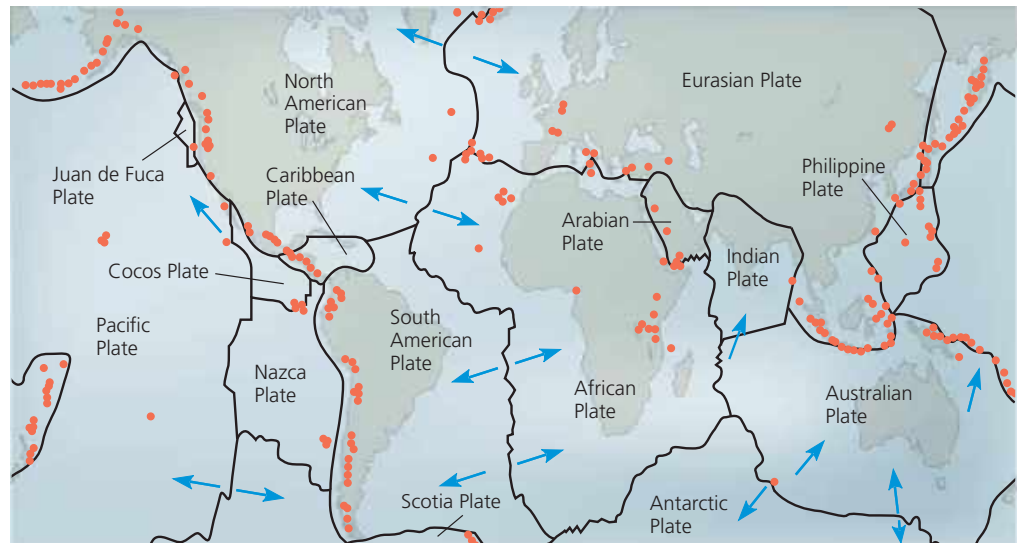 North
American
Plate
Eurasian Plate
Juan de Fuca
Plate
Caribbean
Plate
Philippine
Plate
Arabian
Plate
Indian
Plate
Cocos Plate
Pacific
Plate
South
American
Plate
Nazca
Plate
African
Plate
Australian
Plate
Scotia Plate
Antarctic
Plate